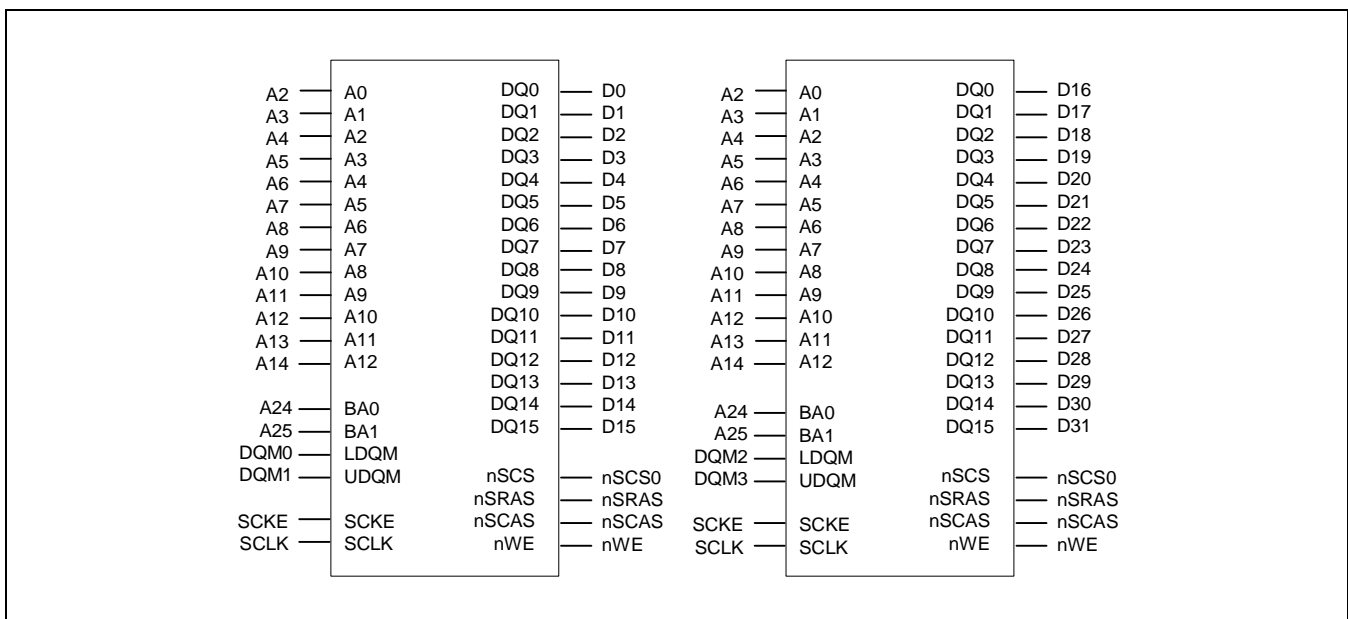 A2 A0 DQ0 D0 A2 A0 DQ0 D16
A3 A1 DQ1 D1 A3 A1 DQ1 D17
A4 A2 DQ2 D2 A4 A2 DQ2 D18
A5 A3 DQ3 D3 A5 A3 DQ3 D19
A6 A4 DQ4 D4 A6 A4 DQ4 D20
A7 A5 DQ5 D5 A7 A5 DQ5 D21
A8 A6 DQ6 D6 A8 A6 DQ6 D22
A9 A7 DQ7 D7 A9 A7 DQ7 D23
A10 A8 DQ8 D8 A10 A8 DQ8 D24
A11 A9 DQ9 D9 A11 A9 DQ9 D25
A12 A10 DQ10 D10 A12 A10 DQ10 D26
A13 A11 DQ11 D11 A13 A11 DQ11 D27
A14 A12 DQ12 D12 A14 A12 DQ12 D28
DQ13 D13 DQ13 D29
A24 BA0 DQ14 D14 A24 BA0 DQ14 D30
A25 BA1 DQ15 D15 A25 BA1 DQ15 D31
DQM0 LDQM DQM2 LDQM
DQM1 UDQM nSCS nSCS0 DQM3 UDQM nSCS nSCS0
nSRAS nSRAS nSRAS nSRAS
SCKE SCKE nSCAS nSCAS SCKE SCKE nSCAS nSCAS
SCLK SCLK nWE nWE SCLK SCLK nWE nWE